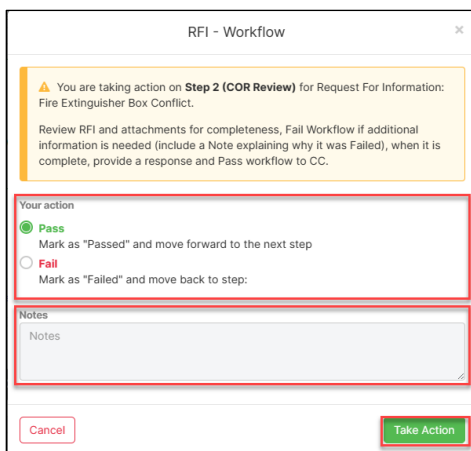 RFI - Workflow
×
You are taking action on Step 2 (COR Review) for Request For Information:
Fire Extinguisher Box Conflict.
Review RFI and attachments for completeness, Fail Workflow if additional
information is needed (include a Note explaining why it was Failed), when it is
complete, provide a response and Pass workflow to CC.
Your action
Pass
Mark as "Passed" and move forward to the next step
Fail
Mark as "Failed" and move back to step:
Notes
Notes
Cancel
Take Action